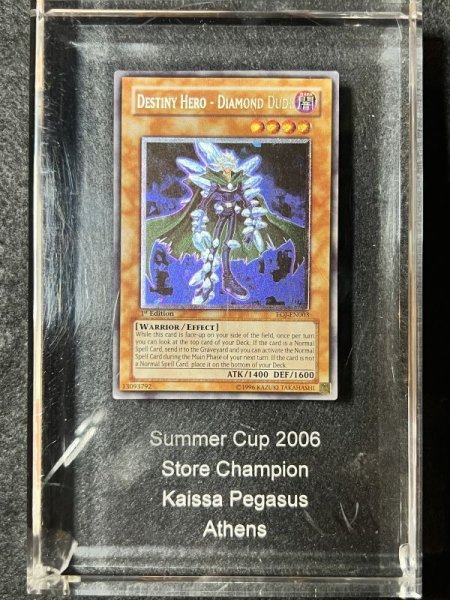 DESTINY HERO - DIAMOND DUDE
DARK
1st Edition
EOJ-EN003
[WARRIOR/EFFECT]
While this card is face-up on your side of the field, once per turn
you can look at the top card of your Deck. If the card is a Normal
Spell Card, send it to the Graveyard and you can activate the Normal
Spell Card during the Main Phase of your next turn. If the card is not
a Normal Spell Card, place it on the bottom of your Deck.
ATK/1400 DEF/1600
13093792
©1996 KAZUKI TAKAHASHI
Summer Cup 2006
Store Champion
Kaissa Pegasus
Athens